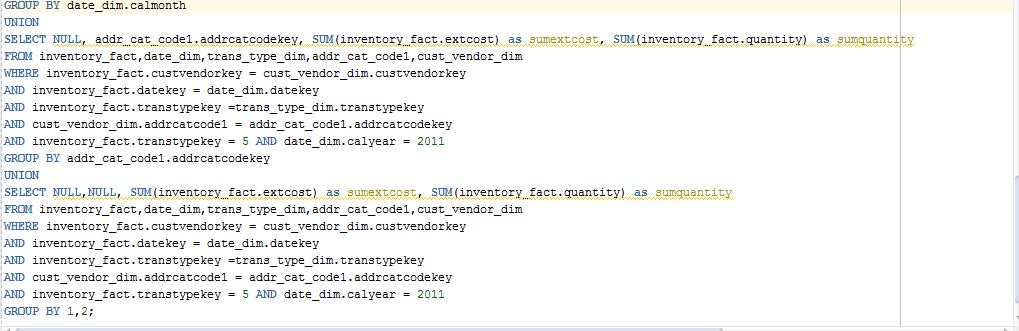 GROUP BY date_dim.calmonth
UNION
SELECT NULL, addr_cat_code1.addrcatcodekey, SUM(inventory_fact.extcost) as sumextcost, SUM(inventory_fact.quantity) as sumquantity
FROM inventory_fact,date_dim,trans_type_dim,addr_cat_code1,cust_vendor_dim
WHERE inventory_fact.custvendorkey = cust_vendor_dim.custvendorkey
AND inventory_fact.datekey = date_dim.datekey
AND inventory_fact.transtypekey =trans_type_dim.transtypekey
AND cust_vendor_dim.addrcatcode1 = addr_cat_code1.addrcatcodekey
AND inventory_fact.transtypekey = 5 AND date_dim.calyear = 2011
GROUP BY addr_cat_code1.addrcatcodekey
UNION
SELECT NULL,NULL, SUM(inventory_fact.extcost) as sumextcost, SUM(inventory_fact.quantity) as sumquantity
FROM inventory_fact,date_dim,trans_type_dim,addr_cat_code1,cust_vendor_dim
WHERE inventory_fact.custvendorkey = cust_vendor_dim.custvendorkey
AND inventory_fact.datekey = date_dim.datekey
AND inventory_fact.transtypekey =trans_type_dim.transtypekey
AND cust_vendor_dim.addrcatcode1 = addr_cat_code1.addrcatcodekey
AND inventory_fact.transtypekey = 5 AND date_dim.calyear = 2011
GROUP BY 1,2;